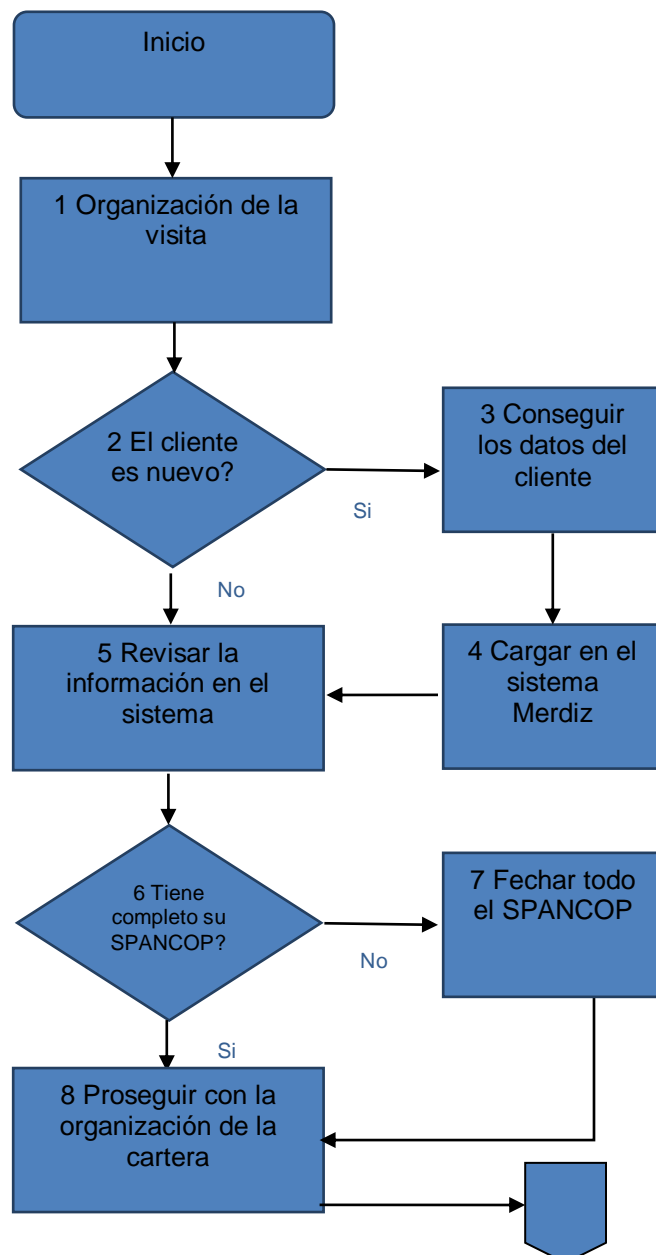 Inicio
1 Organización de la
visita
2 El cliente
es nuevo?
Si
3 Conseguir
los datos del
cliente
No
4 Cargar en el
sistema
Merdiz
5 Revisar la
información en el
sistema
6 Tiene
completo su
SPANCOP?
No
7 Fechar todo
el SPANCOP
Si
8 Proseguir con la
organización de la
cartera